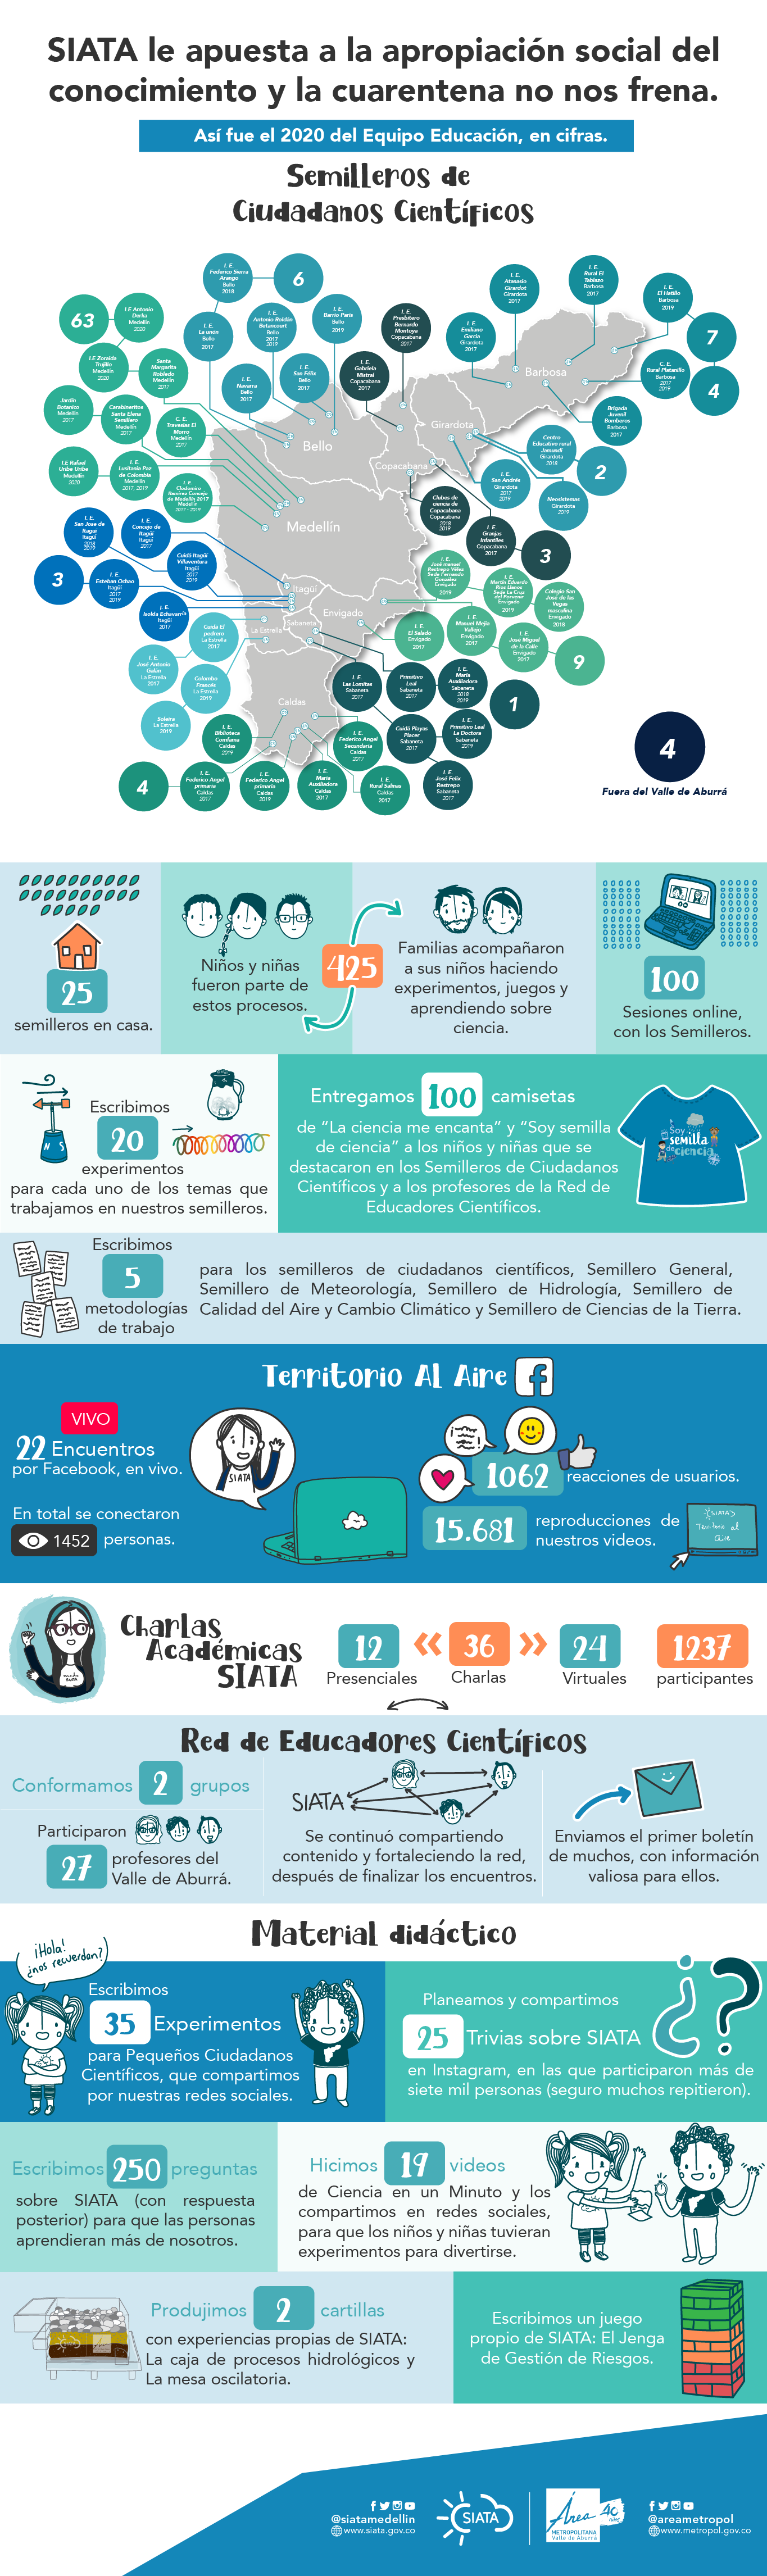 SIATA le apuesta a la apropiación social del
conocimiento y la cuarentena no nos frena.
Así fue el 2020 del Equipo Educación, en cifras.
Semilleros de
Ciudadanos Científicos
I. E.
Federico Sierra
Arango
Bello
2018
6
I. E.
Atanasio
Girardot
Girardota
2017
I. E.
Rural El
Tablazo
Barbosa
2017
I. E.
El Hatillo
Barbosa
2019
63
I.E Antonio
Derka
Medellín
2020
I. E.
La unión
Bello
2017
I. E.
Antonio Roldán
Betancourt
Bello
2017
2019
I. E.
Barrio París
Bello
2019
I. E.
Presbítero
Bernardo
Montoya
Copacabana
2017
I. E.
Emiliano
García
Girardota
2017
7
I.E Zoraida
Trujillo
Medellín
2020
Santa
Margarita
Robledo
Medellín
2017
I. E.
Navarra
Bello
2017
I. E.
San Félix
Bello
2017
I. E.
Gabriela
Mistral
Copacabana
2017
Barbosa
C. E.
Rural Platanillo
Barbosa
2017
2019
4
Jardín
Botanico
Medellín
2017
Carabineritos
Santa Elena
Semillero
Medellín
2017
C. E.
Travesías El
Morro
Medellín
2017
Brigada
Juvenil
Bomberos
Barbosa
2017
Girardota
Bello
Centro
Educativo rural
Jamundí
Girardota
2018
2
I.E Rafael
Uribe Uribe
Medellín
2020
I. E.
Lusitania Paz
de Colombia
Medellín
2017, 2019
Copacabana
I. E.
San Andrés
Girardota
2017
2019
Neosistemas
Girardota
2019
I. E.
Clodomiro
Ramírez Concejo
de Medellín 2017
Medellín
2017 - 2019
Clubes de
ciencia de
Copacabana
Copacabana
2018
2019
I. E.
San Jose de
Itagüí
Itagüí
2018
2019
I. E.
Concejo de
Itagüí
Itagüí
2017
Medellín
I. E.
Granjas
Infantiles
Copacabana
2017
3
3
I. E.
Esteban Ochoa
Itagüí
2017
2019
Cuidá Itagüí
Villaventura
Itagüí
2017
2019
Itagüí
I. E.
José manuel
Restrepo Vélez
Sede Fernando
González
Envigado
2019
I. E.
Martín Eduardo
Ríos Llanos
Sede La Cruz
del Porvenir
Envigado
2019
Colegio San
José de las
Vegas
masculino
Envigado
2018
I. E.
Isolda Echavarría
Itagüí
2017
Cuidá El
pedrero
La Estrella
2017
La Estrella
Sabaneta
Envigado
I. E.
El Salado
Envigado
2017
I. E.
Manuel Mejía
Vallejo
Envigado
2017
I. E.
José Miguel
de la Calle
Envigado
2017
9
I. E.
José Antonio
Galán
La Estrella
2017
Colombo
Francés
La Estrella
2019
I. E.
Las Lomitas
Sabaneta
2017
Primitivo
Leal
Sabaneta
2017
I. E.
María
Auxiliadora
Sabaneta
2018
2019
1
Soleira
La Estrella
2019
Caldas
I. E.
Biblioteca
Comfama
Caldas
2019
I. E.
Federico Angel
Secundaria
Caldas
2017
Cuidá Playas
Placer
Sabaneta
2017
I. E.
Primitivo Leal
La Doctora
Sabaneta
2019
4
Fuera del Valle de Aburrá
4
I. E.
Federico Angel
primaria
Caldas
2017
I. E.
Federico Angel
primaria
Caldas
2019
I. E.
María
Auxiliadora
Caldas
2017
I. E.
Rural Salinas
Caldas
2017
I. E.
José Felix
Restrepo
Sabaneta
2017
25
semilleros en casa.
Niños y niñas
fueron parte de
estos procesos.
425
Familias acompañaron
a sus niños haciendo
experimentos, juegos y
aprendiendo sobre
ciencia.
100
Sesiones online,
con los Semilleros.
N S
Escribimos
20
experimentos
para cada uno de los temas que
trabajamos en nuestros semilleros.
Entregamos 100 camisetas
de “La ciencia me encanta” y “Soy semilla
de ciencia” a los niños y niñas que se
destacaron en los Semilleros de Ciudadanos
Científicos y a los profesores de la Red de
Educadores Científicos.
Soy
semilla
de ciencia
Escribimos
5
metodologías
de trabajo
para los semilleros de ciudadanos científicos, Semillero General,
Semillero de Meteorología, Semillero de Hidrología, Semillero de
Calidad del Aire y Cambio Climático y Semillero de Ciencias de la Tierra.
Territorio Al Aire
VIVO
22 Encuentros
por Facebook, en vivo.
En total se conectaron
1452 personas.
SIATA
1062 reacciones de usuarios.
15.681 reproducciones de
nuestros videos.
SIATA
Territorio al
Aire
Charlas
Académicas
SIATA
12
Presenciales
36
Charlas
24
Virtuales
1237
participantes
Red de Educadores Científicos
Conformamos 2 grupos
Participaron
27 profesores del
Valle de Aburrá.
SIATA
Se continuó compartiendo
contenido y fortaleciendo la red,
después de finalizar los encuentros.
Enviamos el primer boletín
de muchos, con información
valiosa para ellos.
Material didáctico
¡Hola!
¿nos recuerdan?
Escribimos
35 Experimentos
para Pequeños Ciudadanos
Científicos, que compartimos
por nuestras redes sociales.
Planeamos y compartimos
25 Trivias sobre SIATA
en Instagram, en las que participaron más de
siete mil personas (seguro muchos repitieron).
¿?
Escribimos 250 preguntas
sobre SIATA (con respuesta
posterior) para que las personas
aprendieran más de nosotros.
Hicimos 19 videos
de Ciencia en un Minuto y los
compartimos en redes sociales,
para que los niños y niñas tuvieran
experimentos para divertirse.
Produjimos 2 cartillas
con experiencias propias de SIATA:
La caja de procesos hidrológicos y
La mesa oscilatoria.
Escribimos un juego
propio de SIATA: El Jenga
de Gestión de Riesgos.
@siatamedellin
www.siata.gov.co
SIATA
Area 40
METROPOLITANA
Valle de Aburrá
@areametropol
www.metropol.gov.co